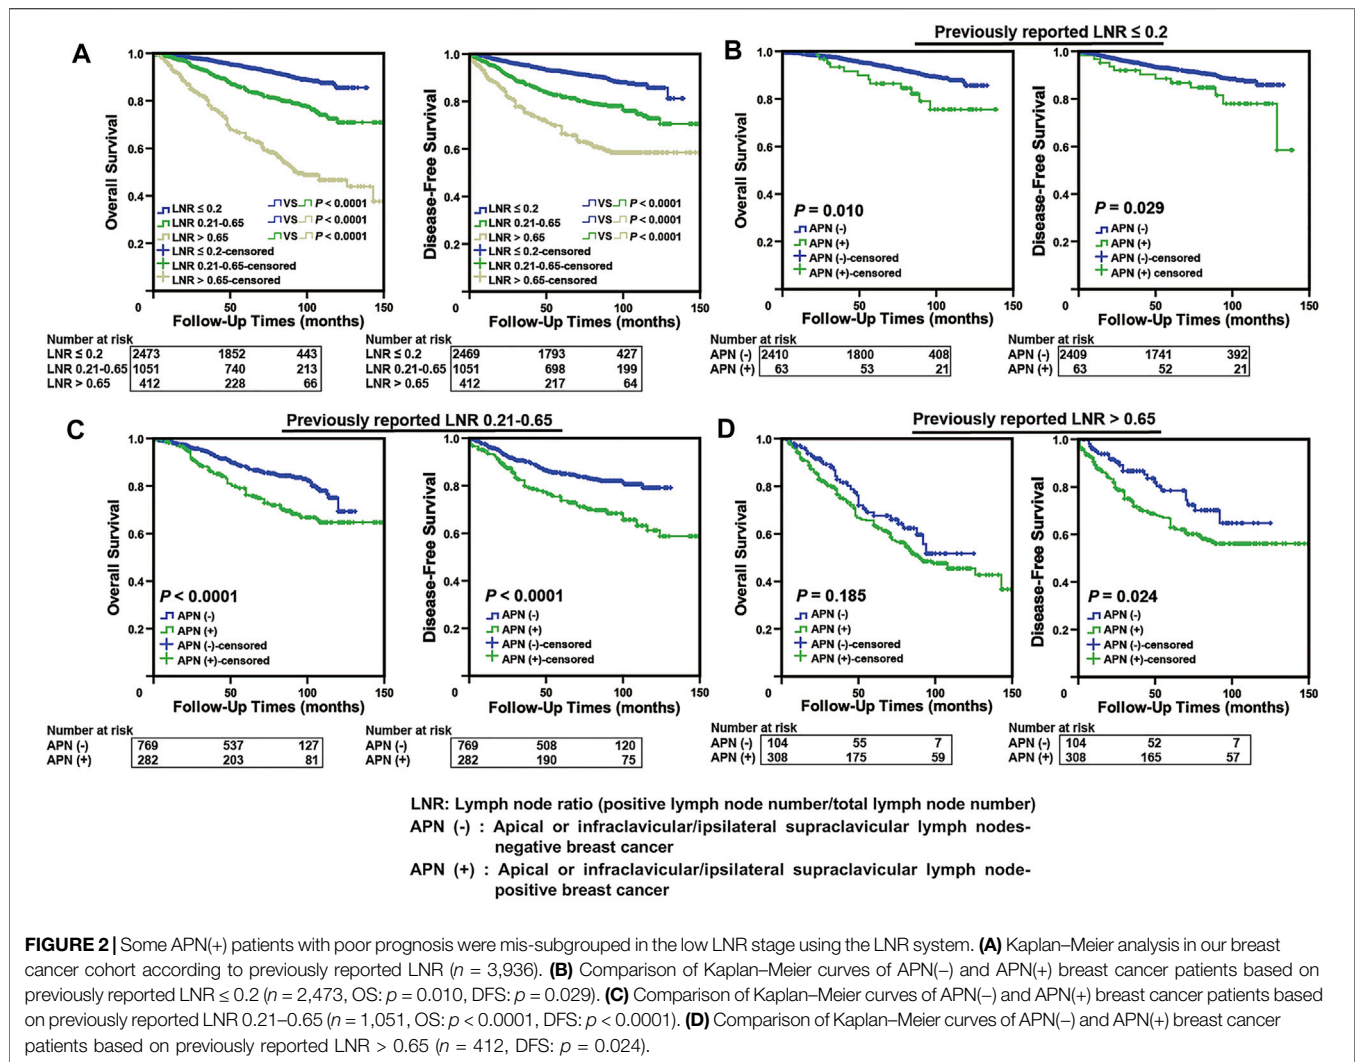 A
1.0
0.8
0.6
0.4
0.2
Overall Survival
LNR ≤ 0.2
LNR 0.21-0.65
LNR > 0.65
LNR ≤ 0.2-censored
LNR 0.21-0.65-censored
LNR > 0.65-censored
VS P < 0.0001
VS P < 0.0001
VS P < 0.0001
0 50 100 150
Follow-Up Times (months)
Number at risk
LNR ≤ 0.2 2473 1852 443
LNR 0.21-0.65 1051 740 213
LNR > 0.65 412 228 66
1.0
0.8
0.6
0.4
0.2
Disease-Free Survival
LNR ≤ 0.2
LNR 0.21-0.65
LNR > 0.65
LNR ≤ 0.2-censored
LNR 0.21-0.65-censored
LNR > 0.65-censored
VS P < 0.0001
VS P < 0.0001
VS P < 0.0001
0 50 100 150
Follow-Up Times (months)
Number at risk
LNR ≤ 0.2 2469 1793 427
LNR 0.21-0.65 1051 698 199
LNR > 0.65 412 217 64
B
Previously reported LNR ≤ 0.2
1.0
0.8
0.6
0.4
0.2
Overall Survival
P = 0.010
APN (-)
APN (+)
APN (-)-censored
APN (+)-censored
0 50 100 150
Follow-Up Times (months)
Number at risk
APN (-) 2410 1800 408
APN (+) 63 53 21
1.0
0.8
0.6
0.4
0.2
Disease-Free Survival
P = 0.029
APN (-)
APN (+)
APN (-)-censored
APN (+)-censored
0 50 100 150
Follow-Up Times (months)
Number at risk
APN (-) 2409 1741 392
APN (+) 63 52 21
C
Previously reported LNR 0.21-0.65
1.0
0.8
0.6
0.4
0.2
Overall Survival
P < 0.0001
APN (-)
APN (+)
APN (-)-censored
APN (+)-censored
0 50 100 150
Follow-Up Times (months)
Number at risk
APN (-) 769 537 127
APN (+) 282 203 81
1.0
0.8
0.6
0.4
0.2
Disease-Free Survival
P < 0.0001
APN (-)
APN (+)
APN (-)-censored
APN (+)-censored
0 50 100 150
Follow-Up Times (months)
Number at risk
APN (-) 769 508 120
APN (+) 282 190 75
D
Previously reported LNR > 0.65
1.0
0.8
0.6
0.4
0.2
Overall Survival
P = 0.185
APN (-)
APN (+)
APN (-)-censored
APN (+)-censored
0 50 100 150
Follow-Up Times (months)
Number at risk
APN (-) 104 55 7
APN (+) 308 175 59
1.0
0.8
0.6
0.4
0.2
Disease-Free Survival
P = 0.024
APN (-)
APN (+)
APN (-)-censored
APN (+)-censored
0 50 100 150
Follow-Up Times (months)
Number at risk
APN (-) 104 52 7
APN (+) 308 165 57
LNR: Lymph node ratio (positive lymph node number/total lymph node number)
APN (-) : Apical or infraclavicular/ipsilateral supraclavicular lymph nodes-
negative breast cancer
APN (+) : Apical or infraclavicular/ipsilateral supraclavicular lymph node-
positive breast cancer
FIGURE 2 | Some APN(+) patients with poor prognosis were mis-subgrouped in the low LNR stage using the LNR system. (A) Kaplan–Meier analysis in our breast
cancer cohort according to previously reported LNR (n = 3,936). (B) Comparison of Kaplan–Meier curves of APN(–) and APN(+) breast cancer patients based on
previously reported LNR ≤ 0.2 (n = 2,473, OS: p = 0.010, DFS: p = 0.029). (C) Comparison of Kaplan–Meier curves of APN(–) and APN(+) breast cancer patients based
on previously reported LNR 0.21–0.65 (n = 1,051, OS: p < 0.0001, DFS: p < 0.0001). (D) Comparison of Kaplan–Meier curves of APN(–) and APN(+) breast cancer
patients based on previously reported LNR > 0.65 (n = 412, DFS: p = 0.024).